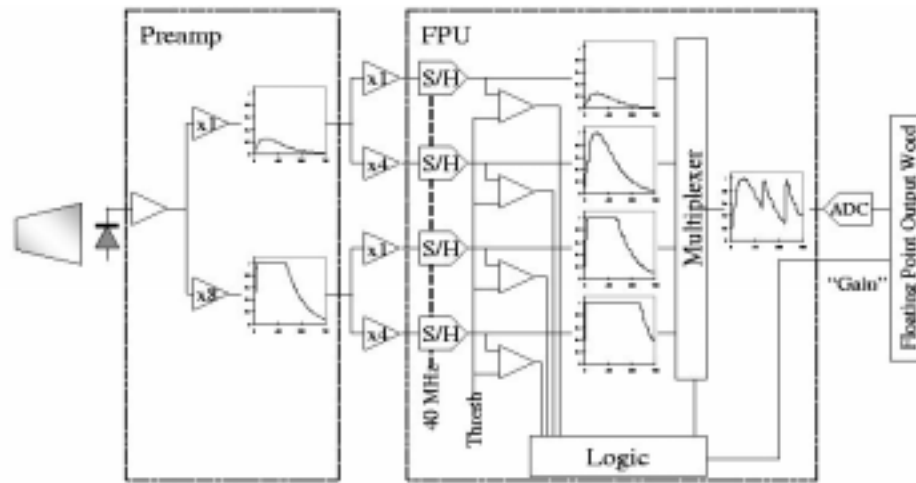 Preamp
FPU
x1
x8
x1
x4
x1
x4
S/H
S/H
S/H
S/H
40 MHz
Thresh
Multiplexer
Logic
ADC
"Gain"
Floating Point Output Word